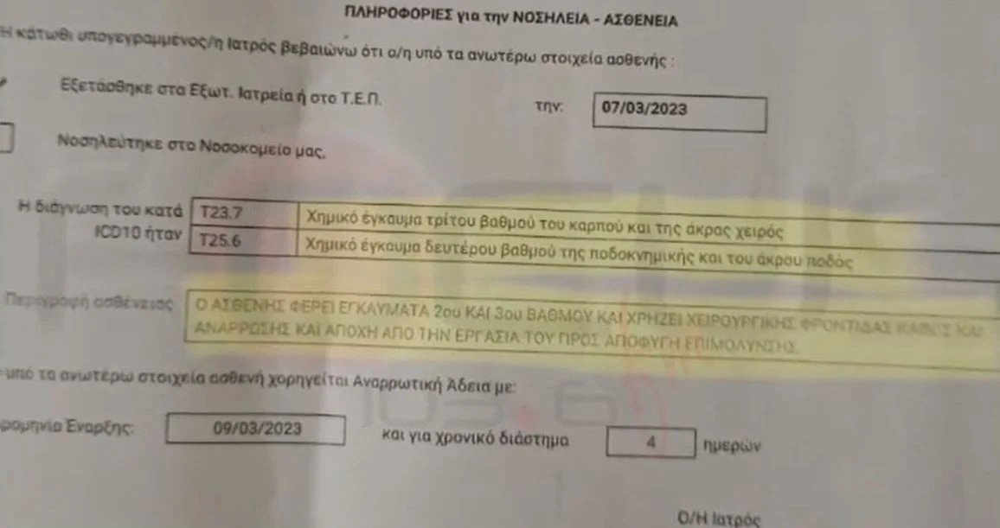 ΠΛΗΡΟΦΟΡΙΕΣ για την ΝΟΣΗΛΕΙΑ - ΑΣΘΕΝΕΙΑ
Η κάτωθι υπογεγραμμένος/η Ιατρός βεβαιώνω ότι ο/η υπό τα ανωτέρω στοιχεία ασθενής :
Εξετάσθηκε στα Εξωτ. Ιατρεία ή στο Τ.Ε.Π. την: 07/03/2023
Νοσηλεύτηκε στο Νοσοκομείο μας,
Η διάγνωση του κατά T23.7 Χημικό έγκαυμα τρίτου βαθμού του καρπού και της άκρας χειρός
ICD10 ήταν T25.6 Χημικό έγκαυμα δευτέρου βαθμού της ποδοκνημικής και του άκρου ποδός
Περιγραφή ασθένειας Ο ΑΣΘΕΝΗΣ ΦΕΡΕΙ ΕΓΚΑΥΜΑΤΑ 2ου ΚΑΙ 3ου ΒΑΘΜΟΥ ΚΑΙ ΧΡΗΖΕΙ ΧΕΙΡΟΥΡΓΙΚΗΣ ΦΡΟΝΤΙΔΑΣ ΚΑΘΩΣ ΚΑΙ
ΑΝΑΡΡΩΣΗΣ ΚΑΙ ΑΠΟΧΗ ΑΠΟ ΤΗΝ ΕΡΓΑΣΙΑ ΤΟΥ ΠΡΟΣ ΑΠΟΦΥΓΗ ΕΠΙΜΟΛΥΝΣΗΣ.
υπό τα ανωτέρω στοιχεία ασθενή χορηγείται Αναρρωτική Άδεια με:
ρομηνία Έναρξης: 09/03/2023 και για χρονικό διάστημα 4 ημερών
103.6
Ο/Η Ιατρός